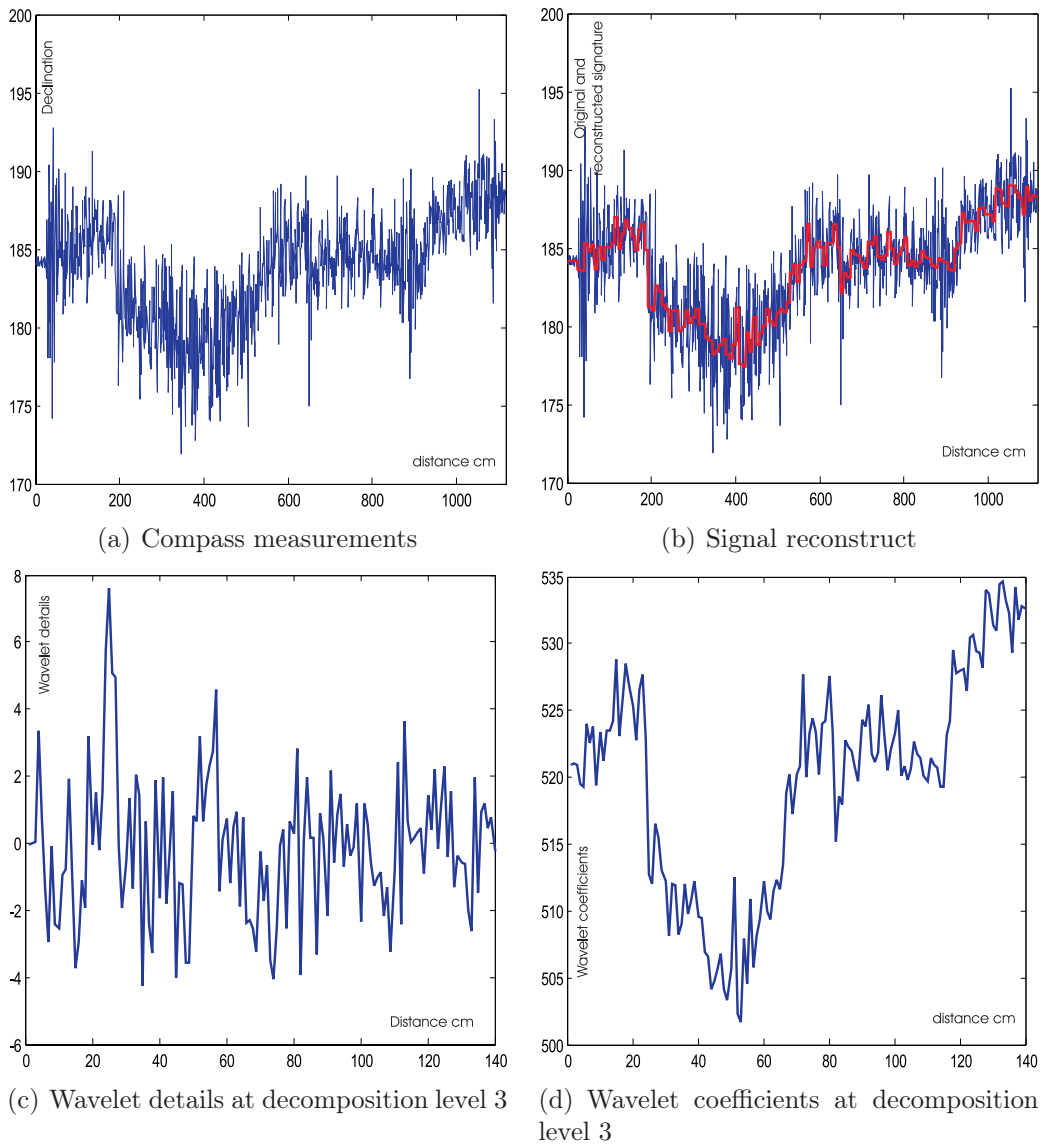 200
195
190
185
180
175
170
Declination
distance cm
0 200 400 600 800 1000
(a) Compass measurements
200
195
190
185
180
175
170
Original and
reconstructed signature
Distance cm
0 200 400 600 800 1000
(b) Signal reconstruct
8
6
4
2
0
-2
-4
-6
Wavelet details
Distance cm
0 20 40 60 80 100 120 140
(c) Wavelet details at decomposition level 3
535
530
525
520
515
510
505
500
Wavelet coefficients
distance cm
0 20 40 60 80 100 120 140
(d) Wavelet coefficients at decomposition
level 3